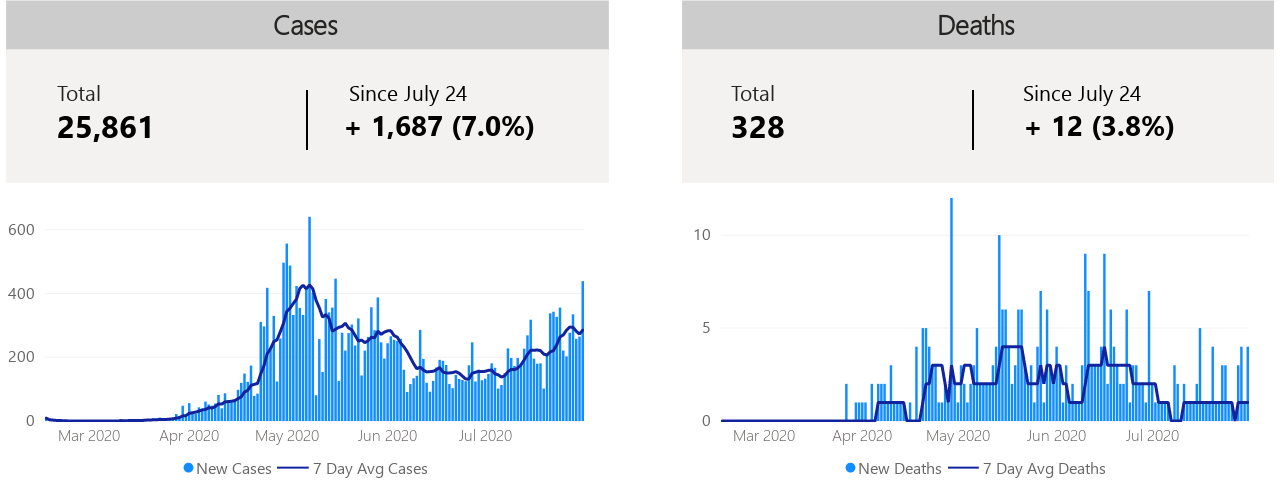 Cases
Total
25,861
Since July 24
+ 1,687 (7.0%)
600
400
200
0
Mar 2020 Apr 2020 May 2020 Jun 2020 Jul 2020
New Cases 7 Day Avg Cases
Deaths
Total
328
Since July 24
+ 12 (3.8%)
10
5
0
Mar 2020 Apr 2020 May 2020 Jun 2020 Jul 2020
New Deaths 7 Day Avg Deaths